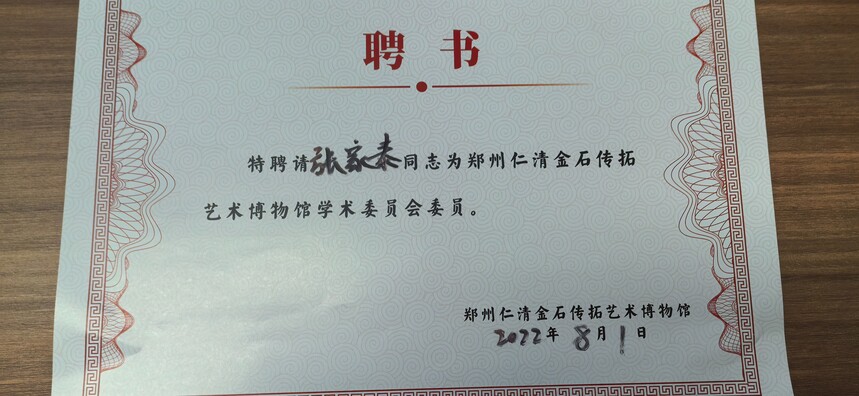 聘书
特聘请张家泰同志为郑州仁清金石传拓
艺术博物馆学术委员会委员。
郑州仁清金石传拓艺术博物馆
2022年8月1日